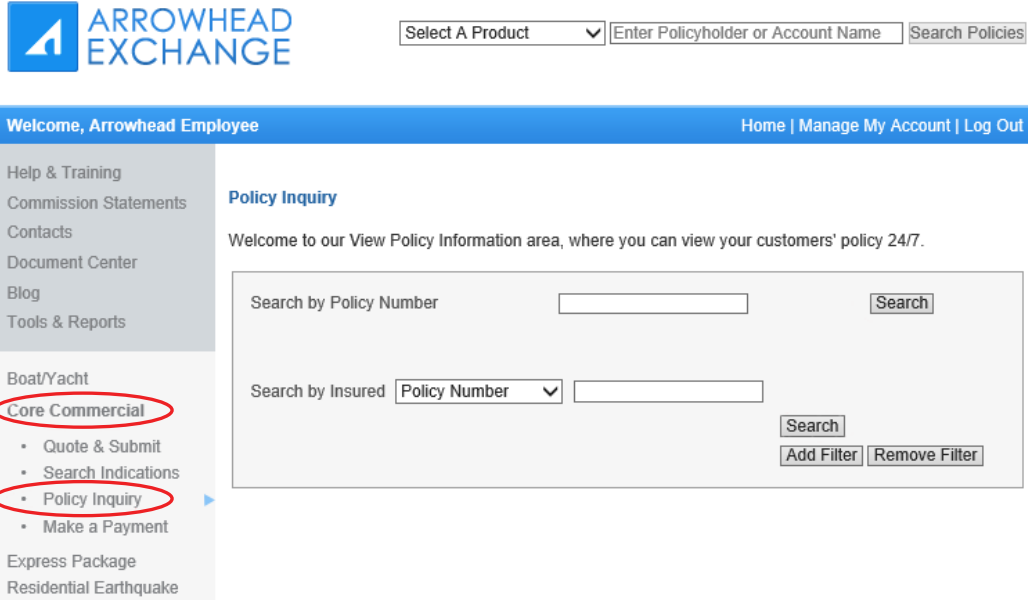 ARROWHEAD
EXCHANGE
Select A Product Enter Policyholder or Account Name Search Policies
Welcome, Arrowhead Employee Home | Manage My Account | Log Out
Help & Training
Commission Statements
Contacts
Document Center
Blog
Tools & Reports
Boat/Yacht
Core Commercial
• Quote & Submit
• Search Indications
• Policy Inquiry
• Make a Payment
Express Package
Residential Earthquake
Policy Inquiry
Welcome to our View Policy Information area, where you can view your customers' policy 24/7.
Search by Policy Number Search
Search by Insured Policy Number
Search
Add Filter Remove Filter